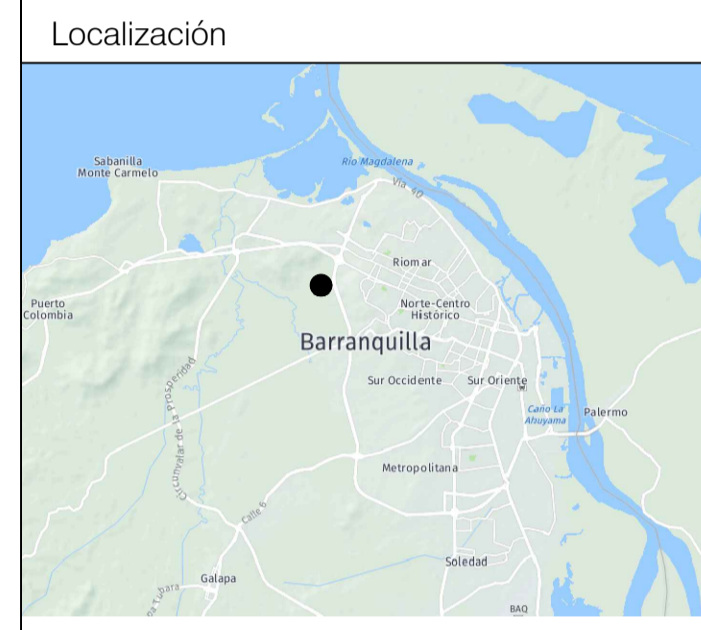 Localización
Sabanilla
Monte Carmelo
Río Magdalena
Vía 40
Riomar
Puerto
Colombia
Norte-Centro
Histórico
Barranquilla
Sur Occidente
Sur Oriente
Caño La
Ahuyama
Palermo
Circunvalar de la Prosperidad
Metropolitana
Calle 6
Soledad
Galapa
a Tubara
BAQ